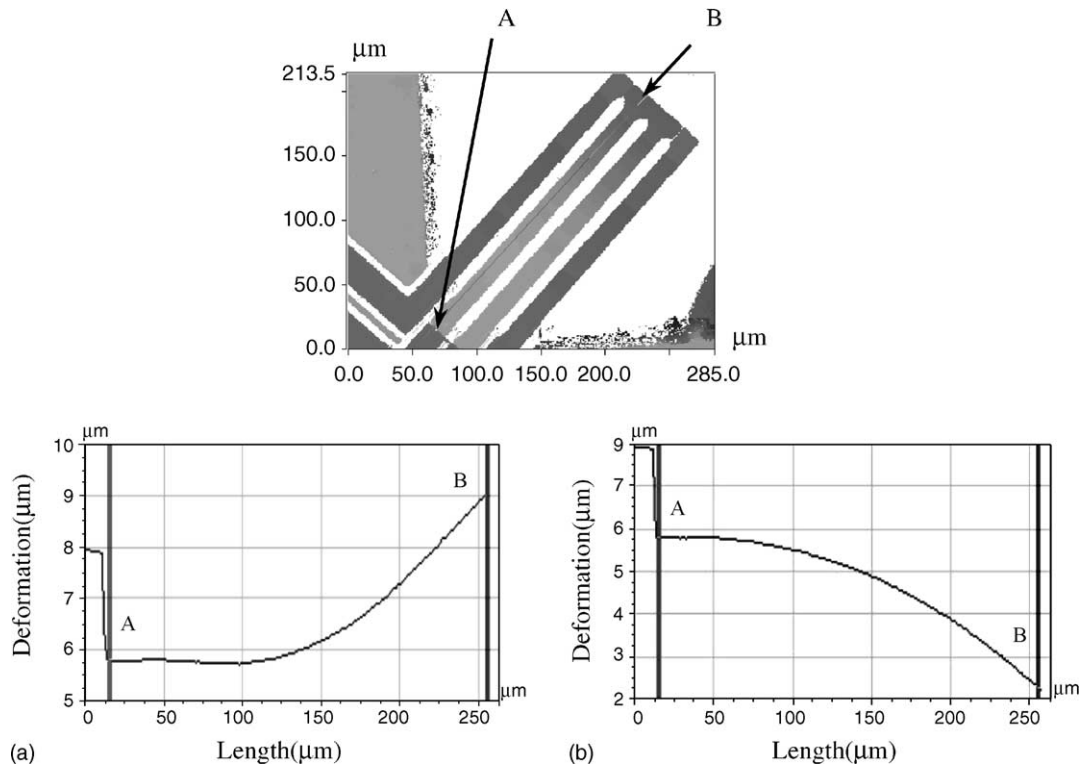 A
B
μm
213.5
150.0
100.0
50.0
0.0
μm
0.0 50.0 100.0 150.0 200.0 285.0
μm
10
9
8
7
6
5
Deformation(μm)
A
B
μm
0 50 100 150 200 250
(a) Length(μm)
μm
9
7
6
5
3
2
Deformation(μm)
A
B
μm
0 50 100 150 200 250
(b) Length(μm)